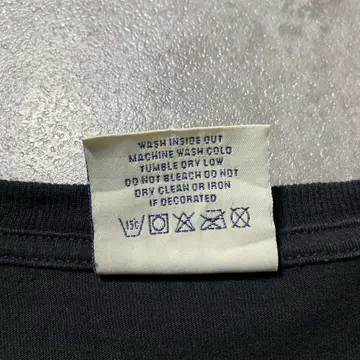 WASH INSIDE OUT
MACHINE WASH COLD
TUMBLE DRY LOW
DO NOT BLEACH DO NOT
DRY CLEAN OR IRON
IF DECORATED
15c